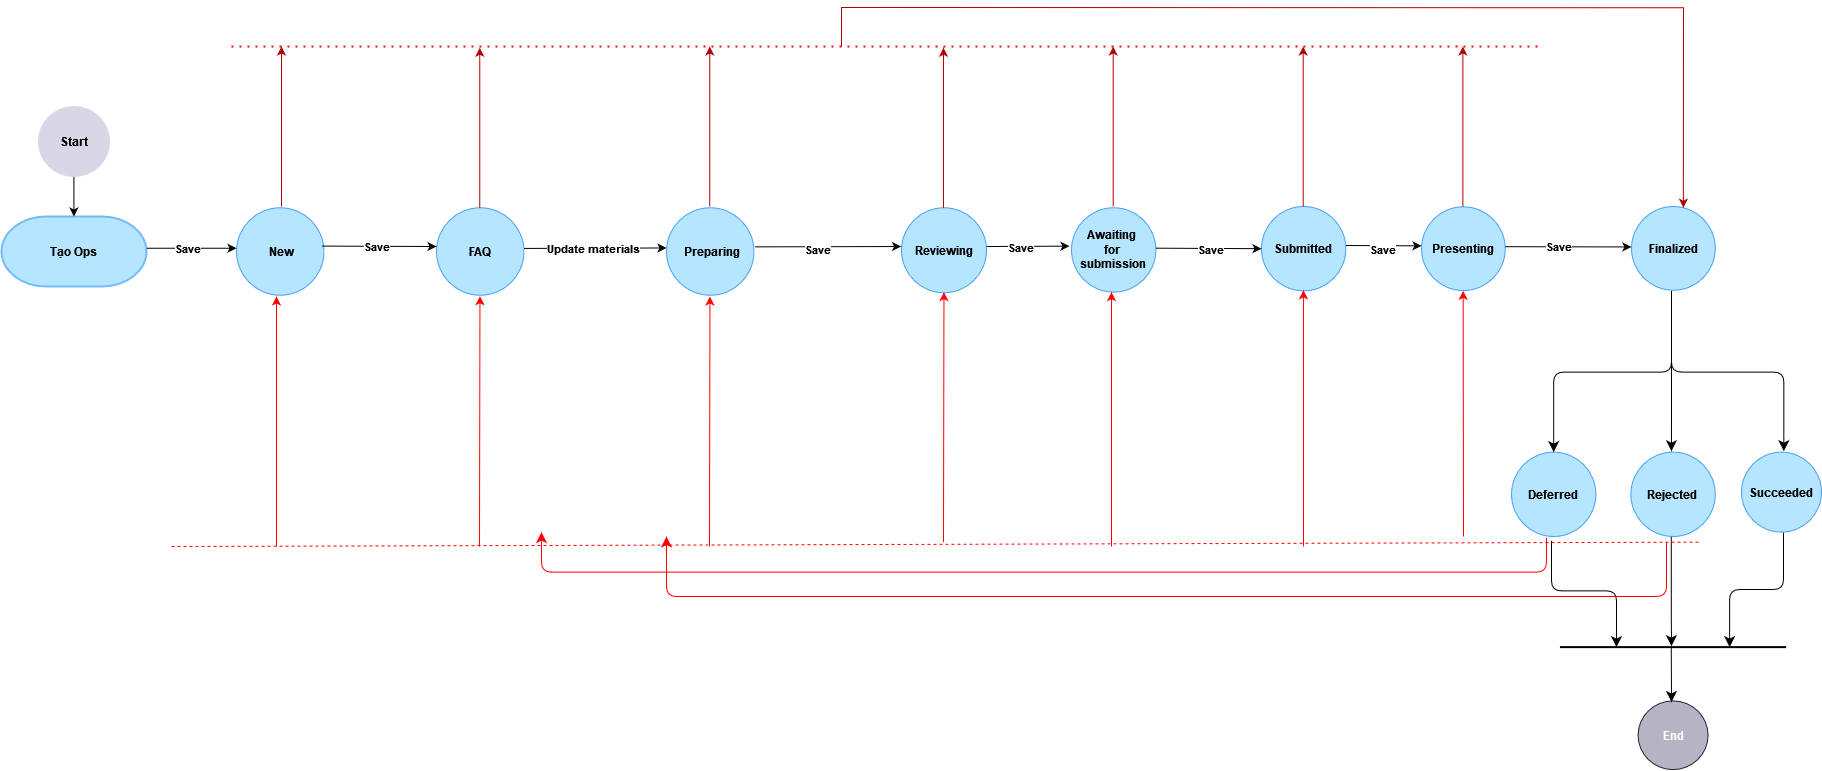 Start
Tạo Ops
Save
New
Save
FAQ
Update materials
Preparing
Save
Reviewing
Save
Awaiting
for
submission
Save
Submitted
Save
Presenting
Save
Finalized
Deferred
Rejected
Succeeded
End